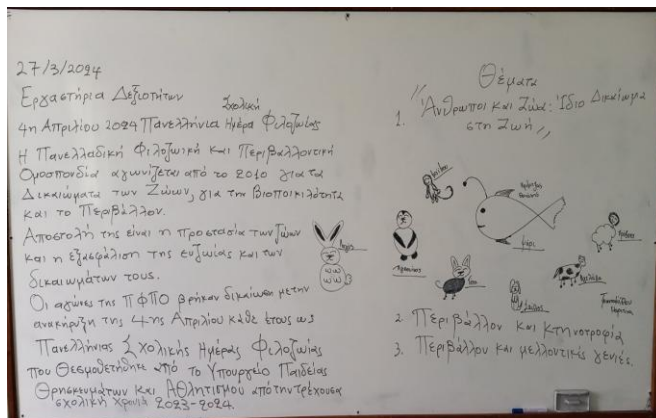 27/3/2024
Εργαστήρια Δεξιοτήτων
Σχολική
4η Απριλίου 2024 Πανελλήνια Ημέρα Φιλοζωίας
Η Πανελλαδική Φιλοζωική και Περιβαλλοντική
Ομοσπονδία αγωνίζεται από το 2010 για τα
Δικαιώματα των Ζώων, για τη βιοποικιλότητα
και το Περιβάλλον.
Αποστολή της είναι η προστασία των Ζώων
και η εξασφάλιση της ευζωίας και των
δικαιωμάτων τους.
Οι αγώνες της ΠΦΠΟ βρήκαν δικαίωση με την
ανακήρυξη της 4ης Απριλίου κάθε έτους ως
Πανελλήνιας Σχολικής Ημέρας Φιλοζωίας
που θεσμοθετήθηκε από το Υπουργείο Παιδείας
Θρησκευμάτων και Αθλητισμού από την τρέχουσα
σχολική χρονιά 2023-2024.
Θέματα
1. "Άνθρωποι και Ζώα: Ίδιο Δικαίωμα
στη Ζωή"
ψάρι
2. Περιβάλλον και κτηνοτροφία
3. Περιβάλλον και μελλοντικές γενιές.